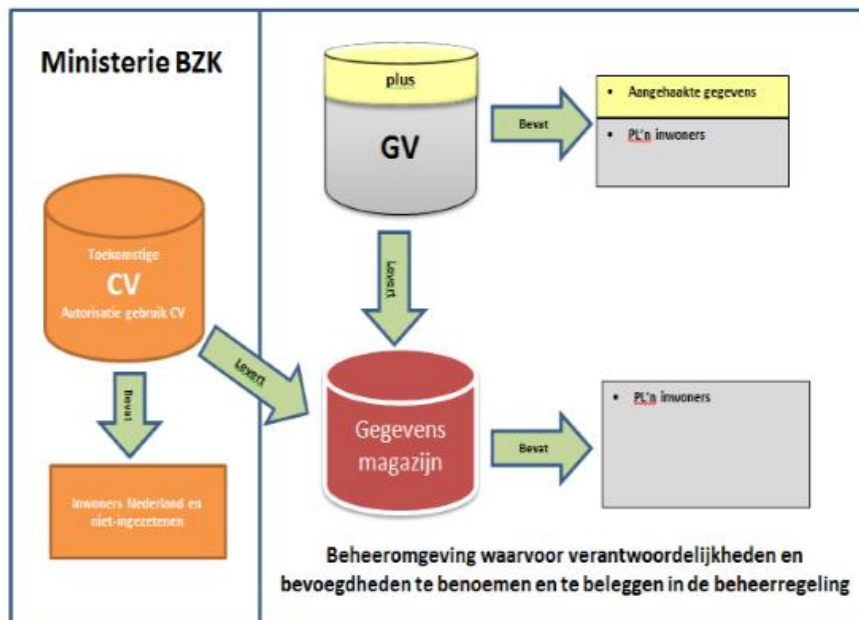 Ministerie BZK
Toekomstige
CV
Autorisatie gebruik CV
Bevat
Inwoners Nederland en
niet-ingezetenen
Levert
plus
GV
Bevat
• Aangehaakte gegevens
• PL'n inwoners
Levert
Gegevens
magazijn
Bevat
• PL'n inwoners
Beheeromgeving waarvoor verantwoordelijkheden en
bevoegdheden te benoemen en te beleggen in de beheerregeling